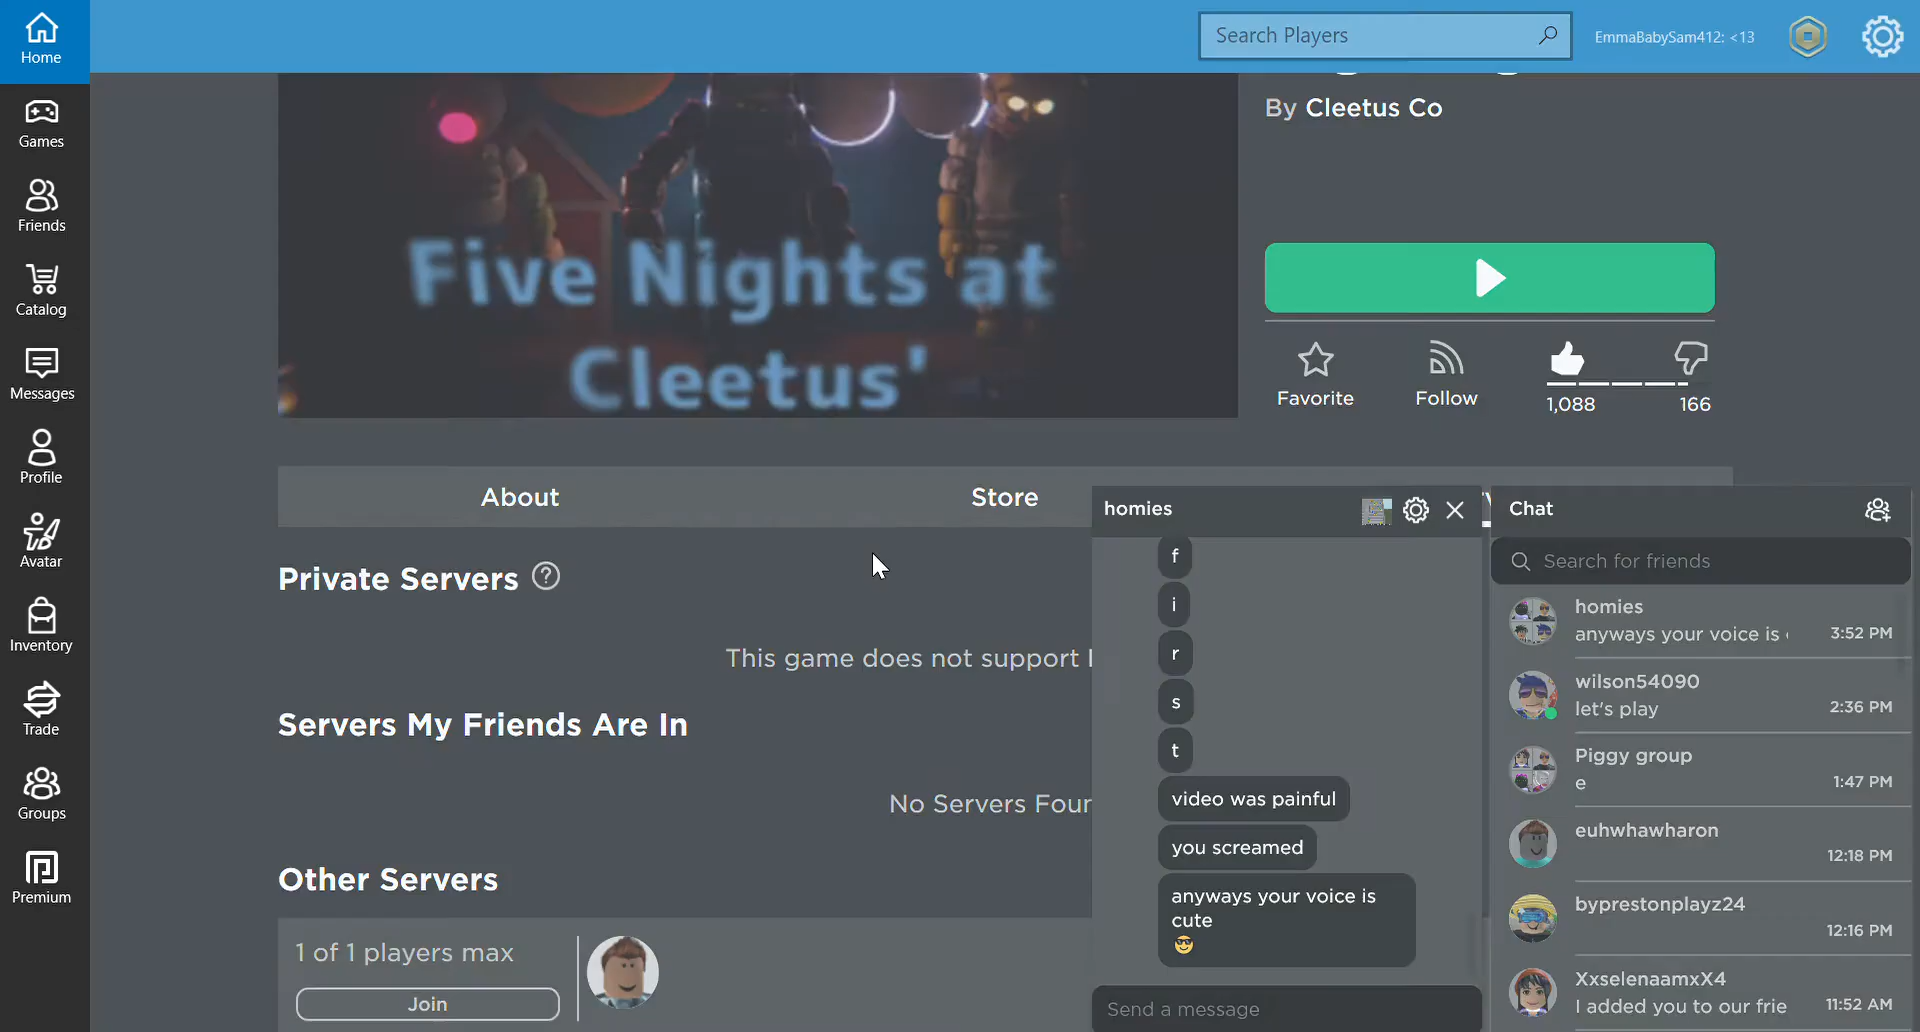 Home
Search Players
EmmaBabySam412: <13
Games
Friends
Catalog
Messages
Profile
Avatar
Inventory
Trade
Groups
Premium
Five Nights at
Cleetus'
By Cleetus Co
Favorite
Follow
1,088
166
About
Store
Private Servers
This game does not support
Servers My Friends Are In
No Servers Four
Other Servers
1 of 1 players max
Join
homies
f
i
r
s
t
video was painful
you screamed
anyways your voice is
cute
😎
Send a message
Chat
Search for friends
homies
anyways your voice is
3:52 PM
wilson54090
let's play
2:36 PM
Piggy group
e
1:47 PM
euhwhawharon
12:18 PM
byprestonplayz24
12:16 PM
XxselenaamxX4
I added you to our frie
11:52 AM